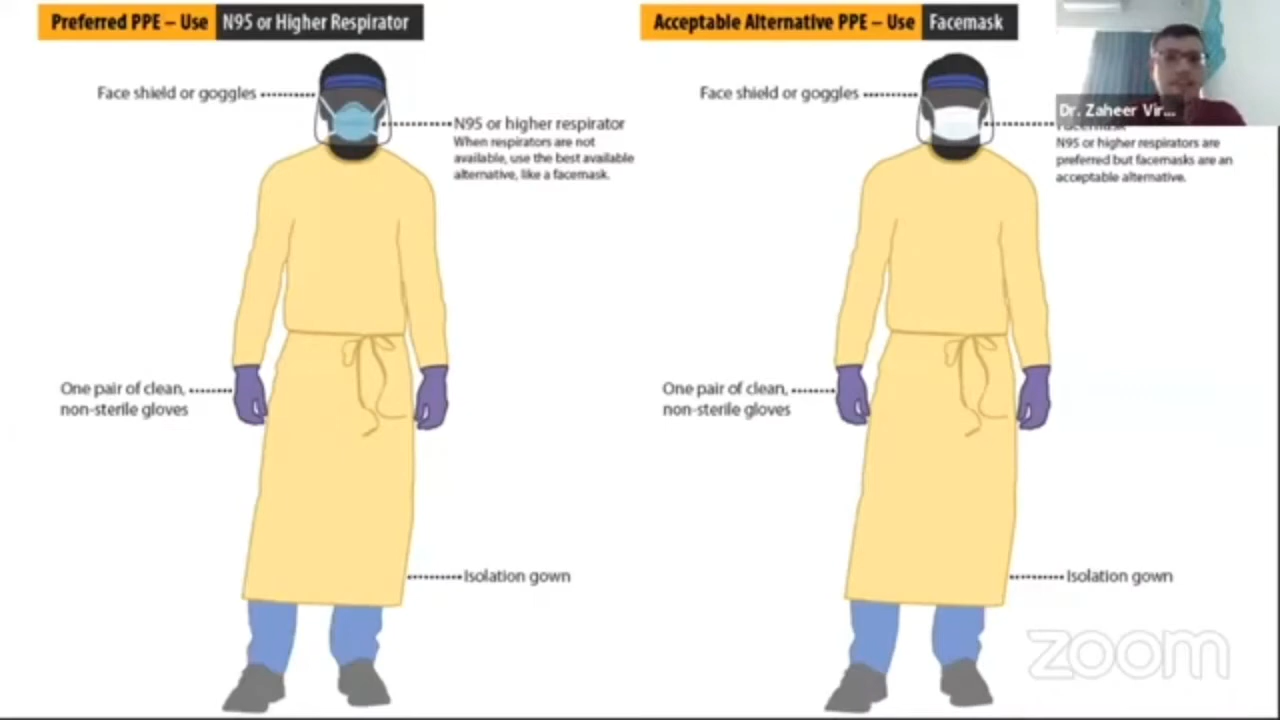 Preferred PPE – Use N95 or Higher Respirator
Face shield or goggles
N95 or higher respirator
When respirators are not
available, use the best available
alternative, like a facemask.
One pair of clean,
non-sterile gloves
Isolation gown
Acceptable Alternative PPE – Use Facemask
Face shield or goggles
Dr. Zaheer Vir...
N95 or higher respirators are
preferred but facemasks are an
acceptable alternative.
One pair of clean,
non-sterile gloves
Isolation gown
zoom